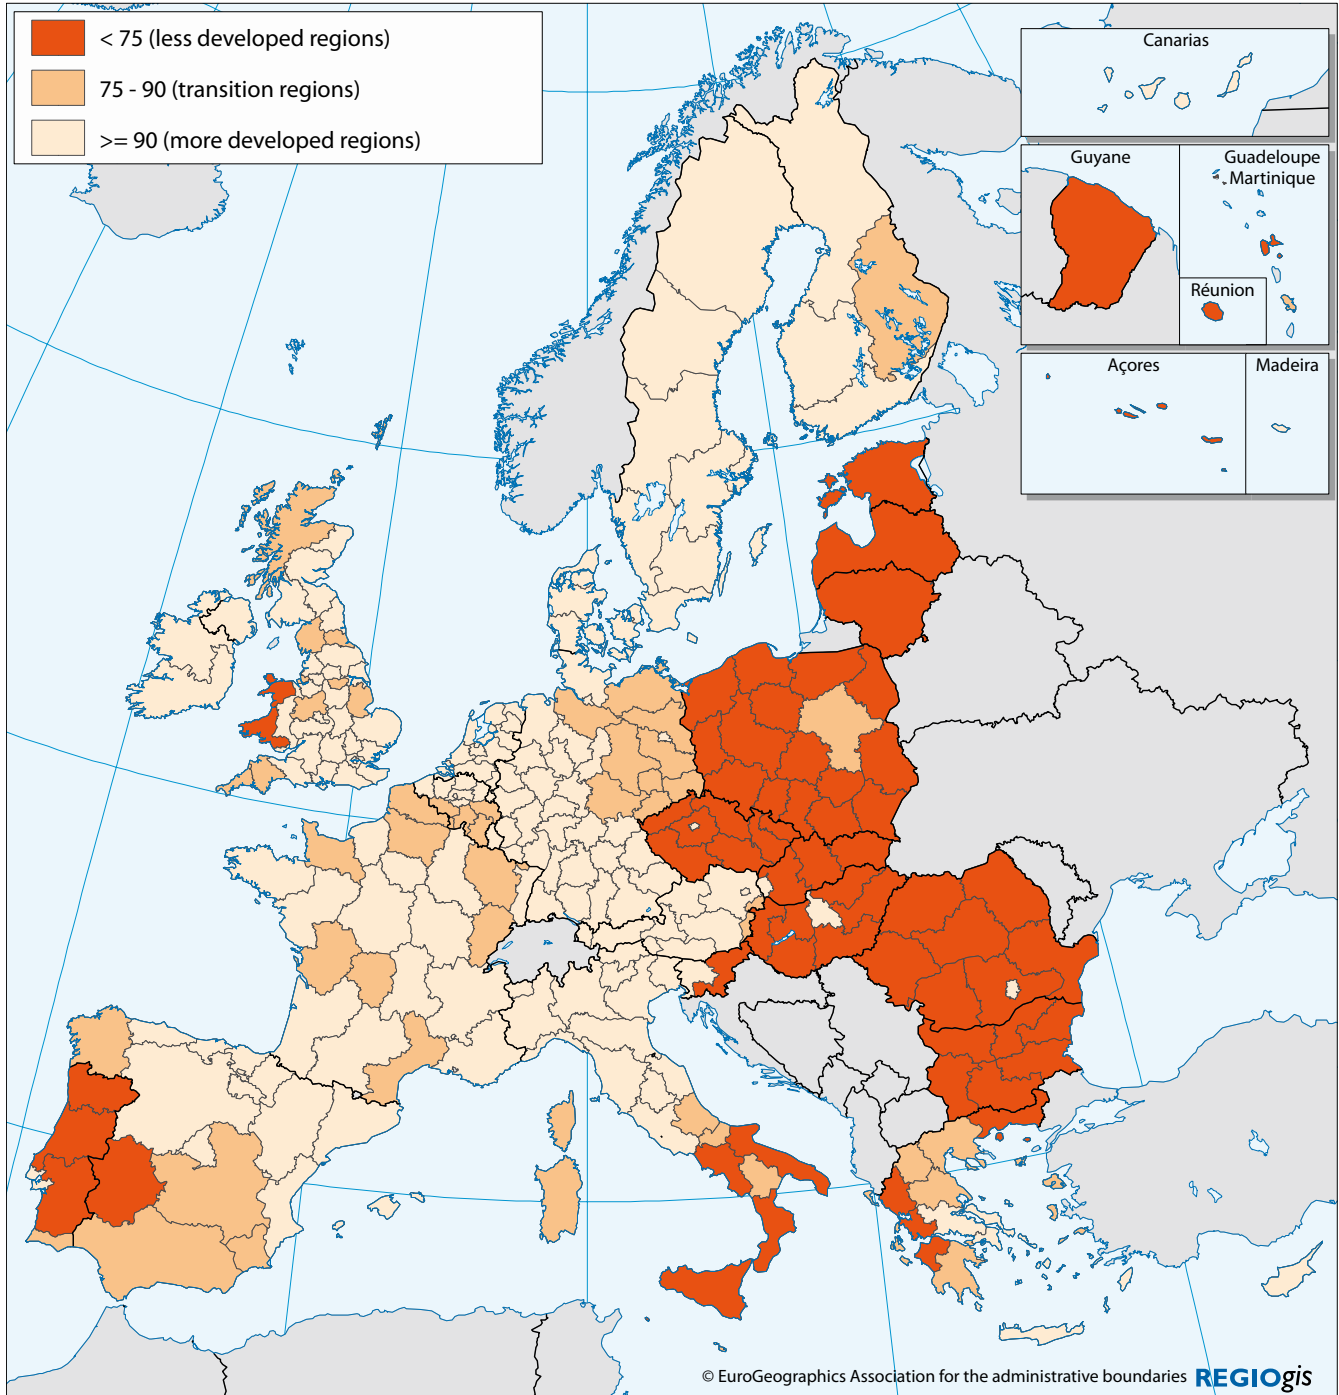 < 75 (less developed regions)
75 - 90 (transition regions)
>= 90 (more developed regions)
Canarias
Guyane
Guadeloupe
Martinique
Réunion
Açores
Madeira
© EuroGeographics Association for the administrative boundaries REGIOgis